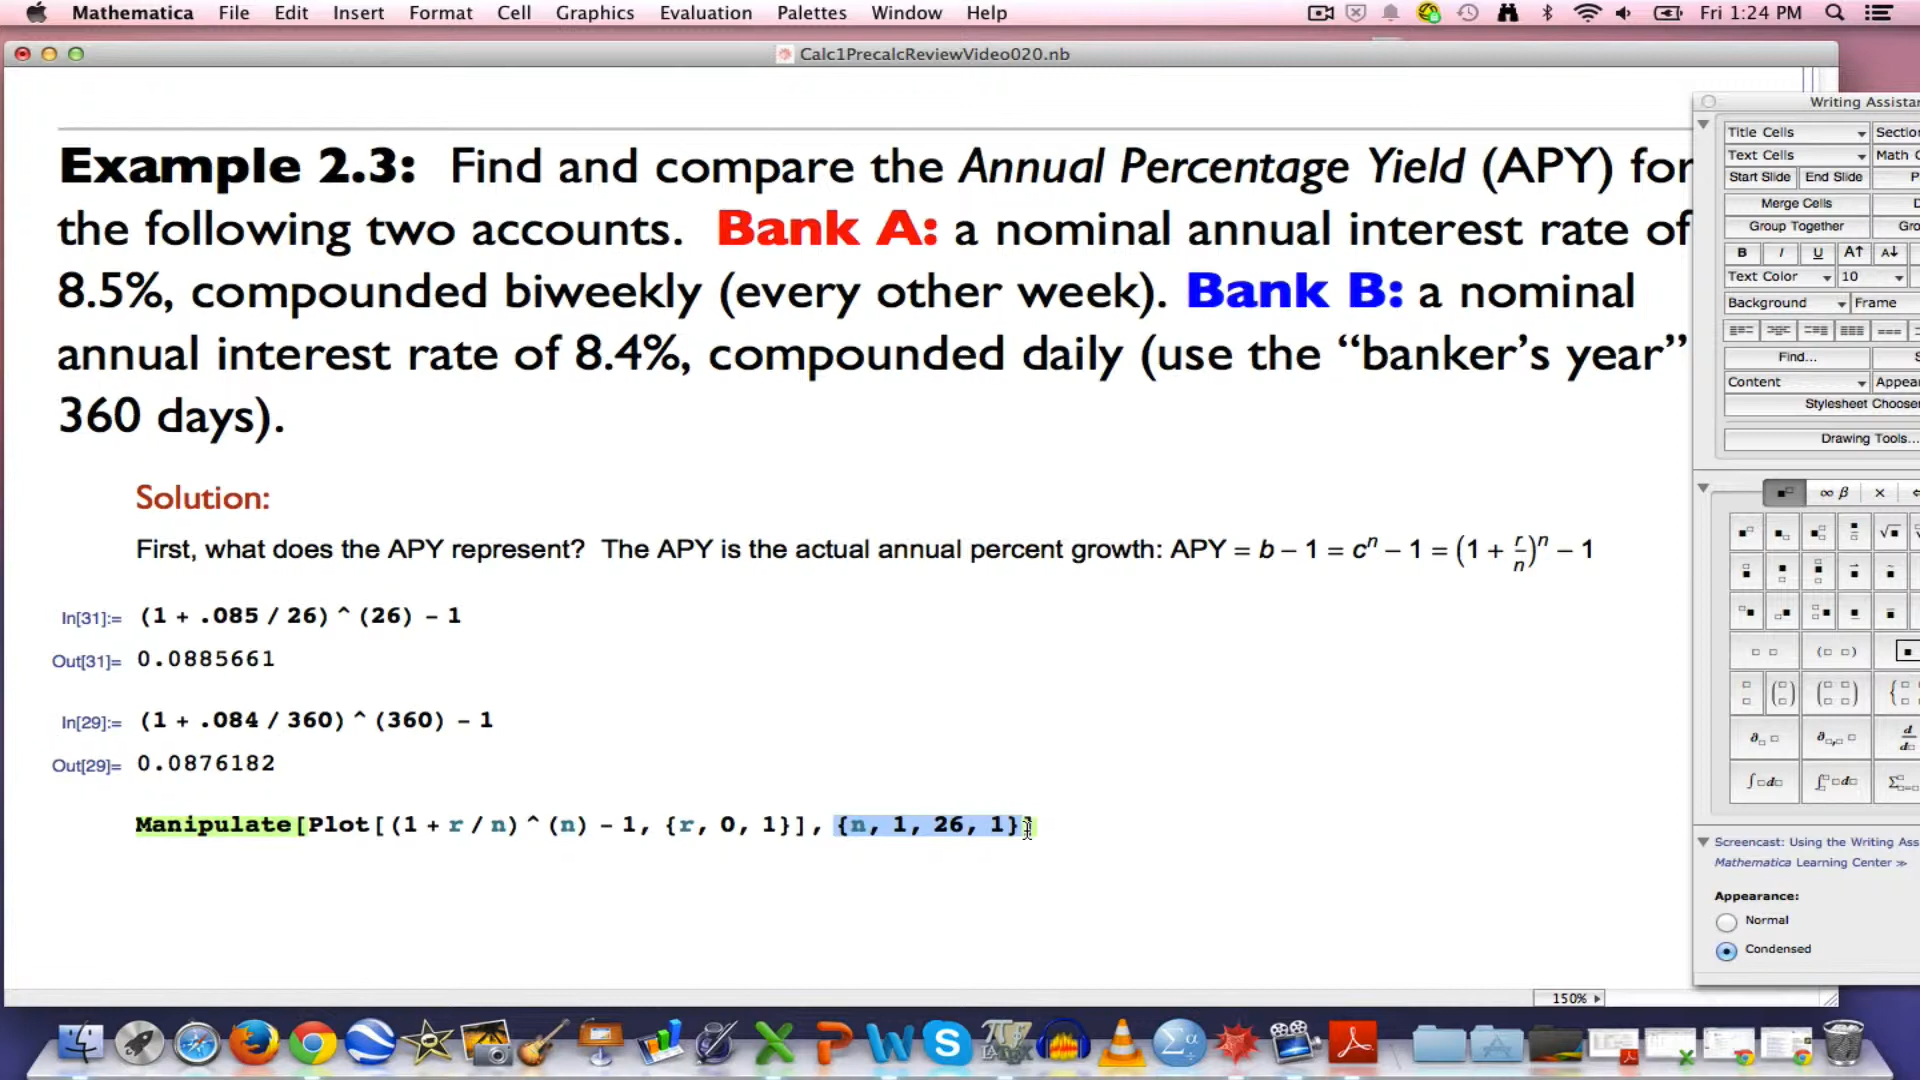 Mathematica File Edit Insert Format Cell Graphics Evaluation Palettes Window Help Fri 1:24 PM
Calc1PrecalcReviewVideo020.nb
Example 2.3: Find and compare the Annual Percentage Yield (APY) for
the following two accounts. Bank A: a nominal annual interest rate of
8.5%, compounded biweekly (every other week). Bank B: a nominal
annual interest rate of 8.4%, compounded daily (use the “banker’s year”
360 days).
Solution:
First, what does the APY represent? The APY is the actual annual percent growth: APY = b − 1 = cⁿ − 1 = (1 + r/n)ⁿ − 1
In[31]:= (1 + .085 / 26) ^ (26) − 1
Out[31]= 0.0885661
In[29]:= (1 + .084 / 360) ^ (360) − 1
Out[29]= 0.0876182
Manipulate[Plot[(1 + r / n) ^ (n) − 1, {r, 0, 1}], {n, 1, 26, 1}]
150%
Writing Assistan
Title Cells Section
Text Cells Math C
Start Slide End Slide P
Merge Cells D
Group Together Gro
B I U A↑ A↓
Text Color 10
Background Frame
Find... S
Content Appear
Stylesheet Chooser
Drawing Tools...
∞ β ×
Screencast: Using the Writing Ass
Mathematica Learning Center >>
Appearance:
Normal
Condensed